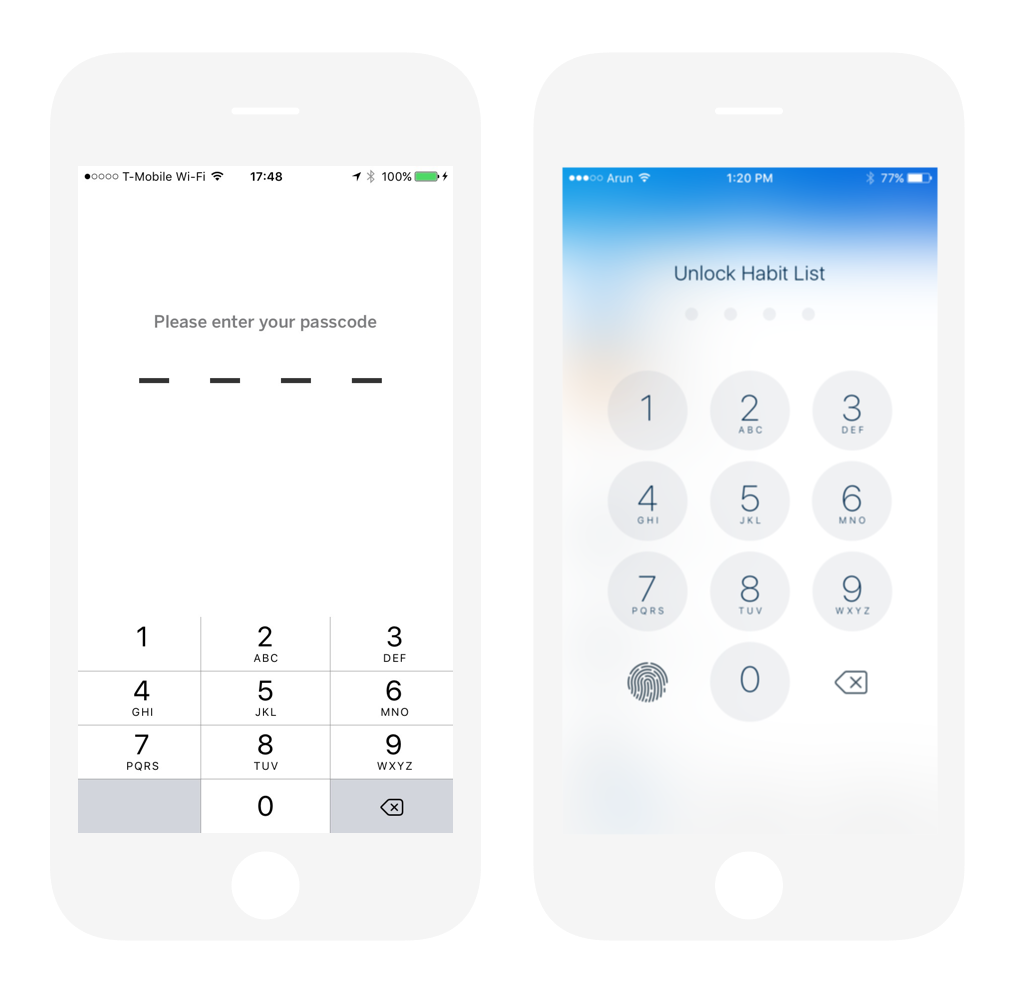 T-Mobile Wi-Fi 17:48 100%
Please enter your passcode
1 2 3
ABC DEF
4 5 6
GHI JKL MNO
7 8 9
PQRS TUV WXYZ
0
Arun 1:20 PM 77%
Unlock Habit List
1 2 3
ABC DEF
4 5 6
GHI JKL MNO
7 8 9
PQRS TUV WXYZ
0